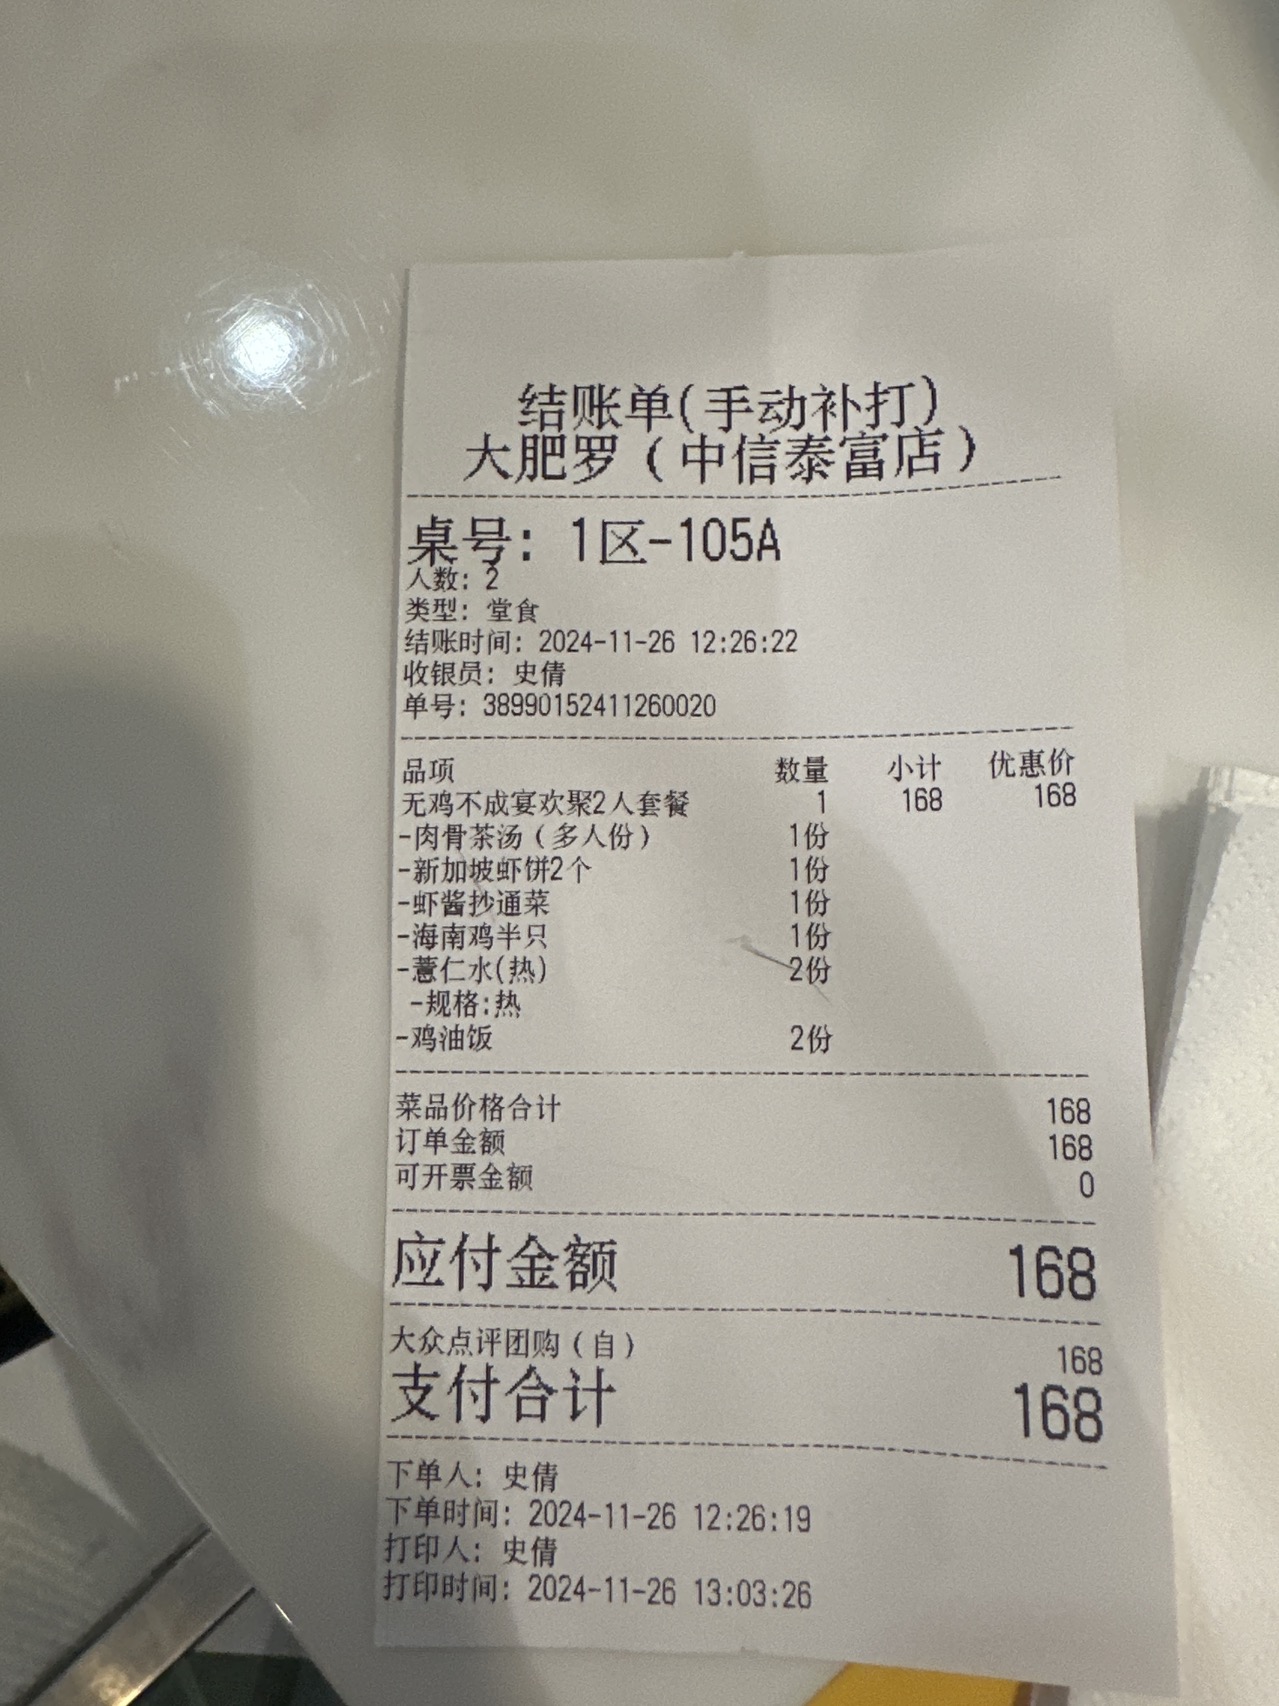 结账单(手动补打)
大肥罗（中信泰富店）
桌号: 1区-105A
人数: 2
类型: 堂食
结账时间: 2024-11-26 12:26:22
收银员: 史倩
单号: 38990152411260020
品项 数量 小计 优惠价
无鸡不成宴欢聚2人套餐 1 168 168
-肉骨茶汤（多人份） 1份
-新加坡虾饼2个 1份
-虾酱抄通菜 1份
-海南鸡半只 1份
-薏仁水(热) 2份
-规格:热
-鸡油饭 2份
菜品价格合计 168
订单金额 168
可开票金额 0
应付金额 168
大众点评团购（自） 168
支付合计 168
下单人: 史倩
下单时间: 2024-11-26 12:26:19
打印人: 史倩
打印时间: 2024-11-26 13:03:26